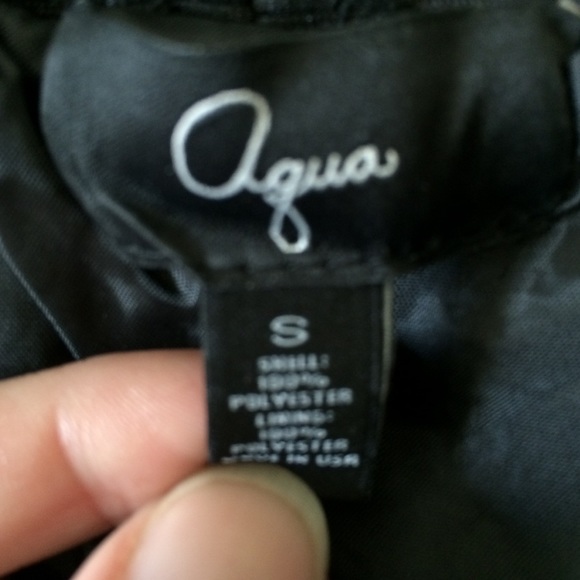 Aqua
S
SHELL:
100%
POLYESTER
LINING:
100%
POLYESTER
MADE IN USA